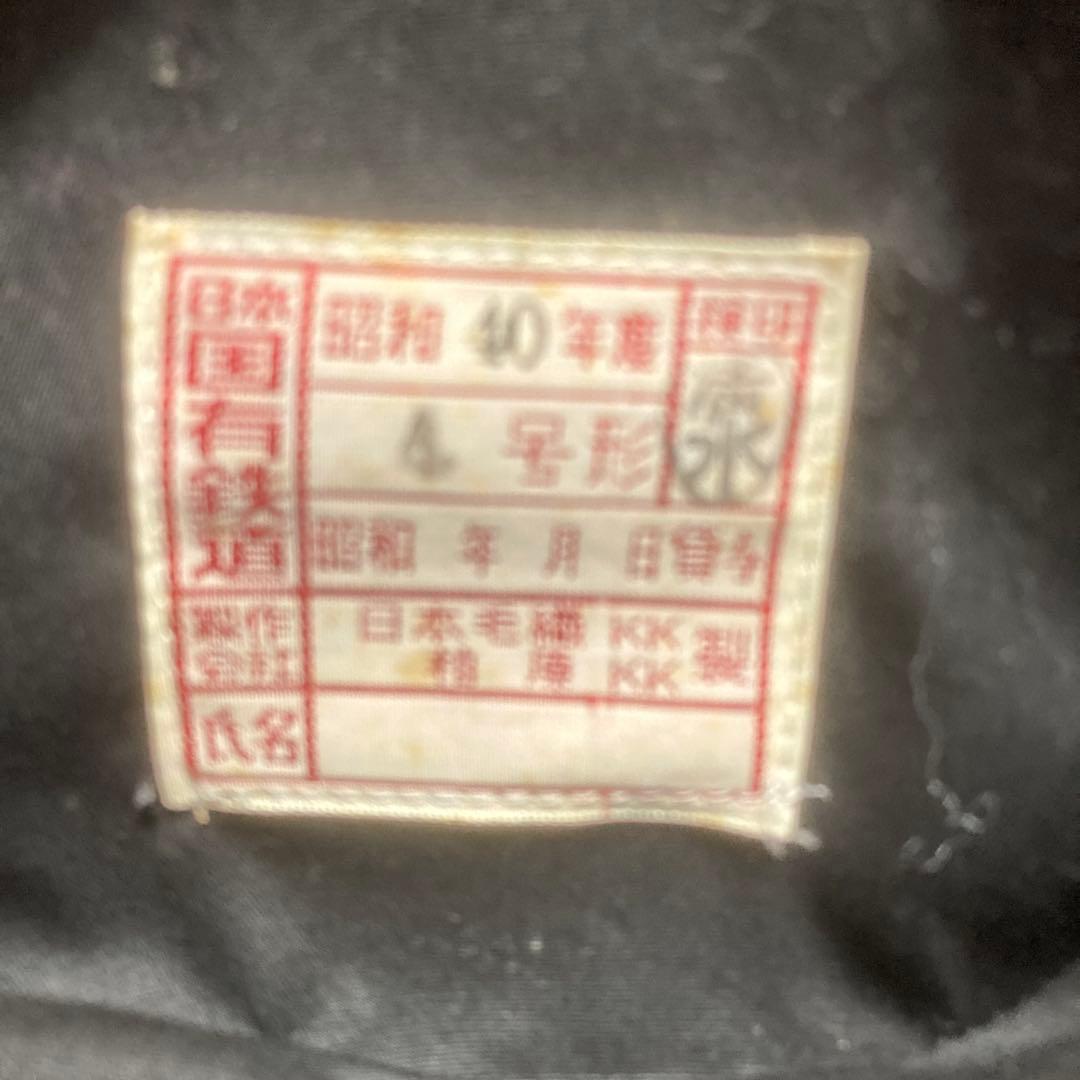 日本
国有鉄道
昭和 40 年度
4 号形
昭和 年 月 日貸与
製作
会社
日本毛織 KK 製
KK
氏名